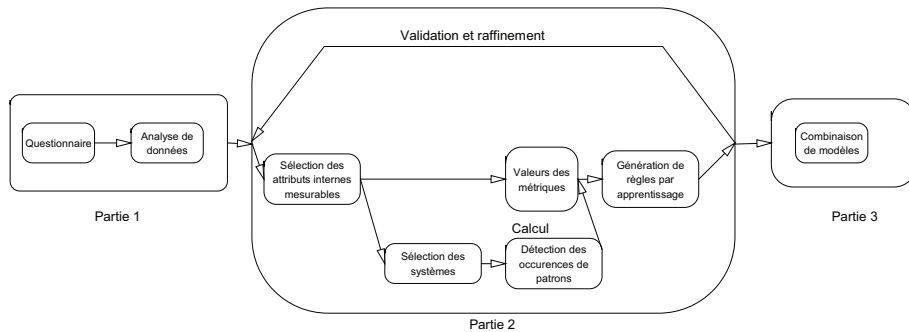 Validation et raffinement
Questionnaire
Analyse de
données
Partie 1
Sélection des
attributs internes
mesurables
Valeurs des
métriques
Génération de
règles par
apprentissage
Calcul
Sélection des
systèmes
Détection des
occurences de
patrons
Partie 2
Combinaison
de modèles
Partie 3